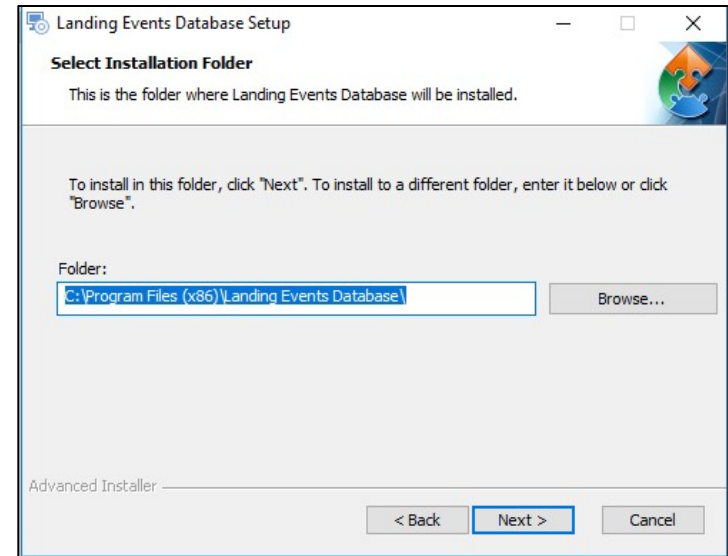 Landing Events Database Setup
Select Installation Folder
This is the folder where Landing Events Database will be installed.
To install in this folder, click "Next". To install to a different folder, enter it below or click
"Browse".
Folder:
C:\Program Files (x86)\Landing Events Database\
Browse...
Advanced Installer
< Back
Next >
Cancel